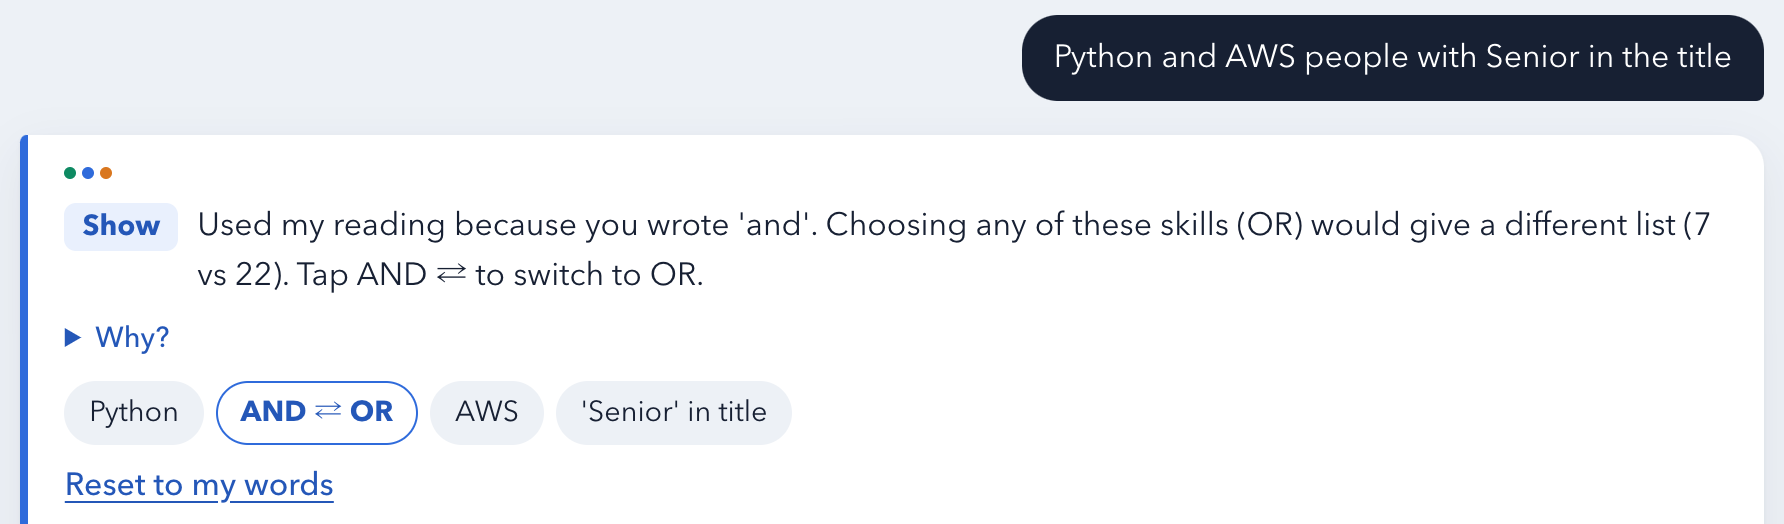 Python and AWS people with Senior in the title
Show
Used my reading because you wrote 'and'. Choosing any of these skills (OR) would give a different list (7
vs 22). Tap AND ⇄ to switch to OR.
▶ Why?
Python
AND ⇄ OR
AWS
'Senior' in title
Reset to my words